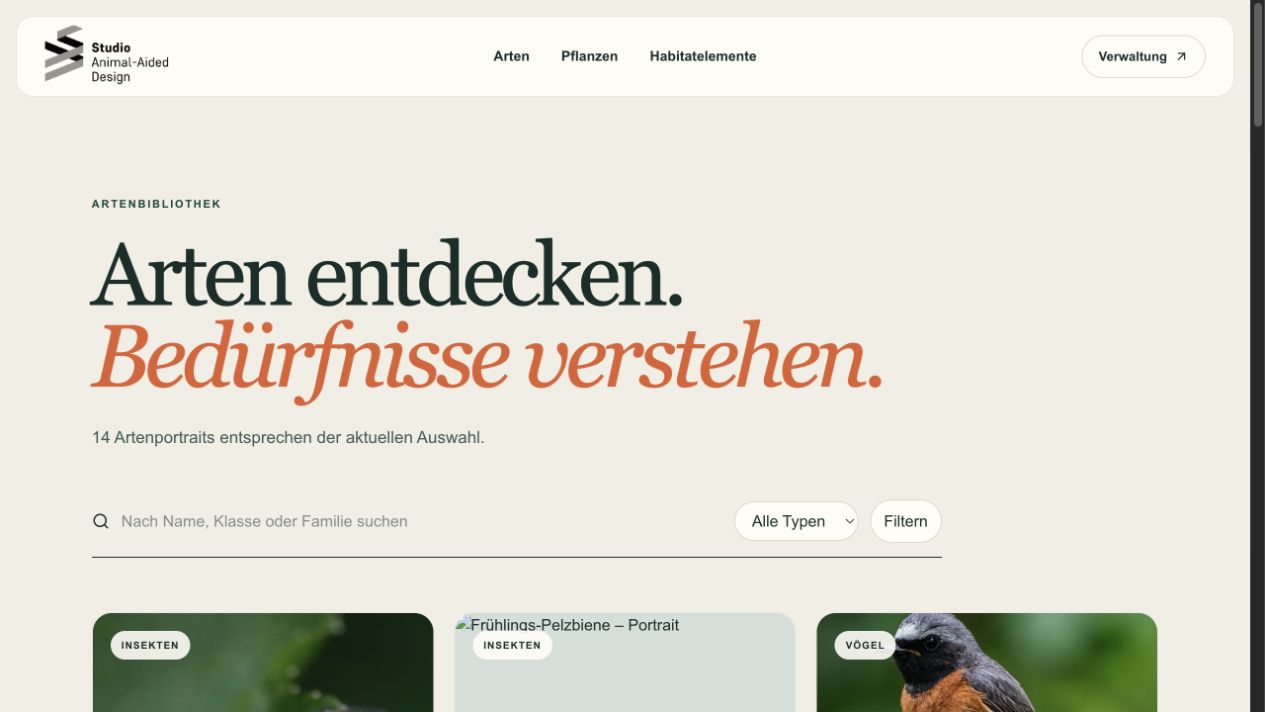 Studio
Animal-Aided
Design
Arten
Pflanzen
Habitatelemente
Verwaltung
ARTENBIBLIOTHEK
Arten entdecken.
Bedürfnisse verstehen.
14 Artenportraits entsprechen der aktuellen Auswahl.
Nach Name, Klasse oder Familie suchen
Alle Typen
Filtern
INSEKTEN
Frühlings-Pelzbiene – Portrait
INSEKTEN
VÖGEL